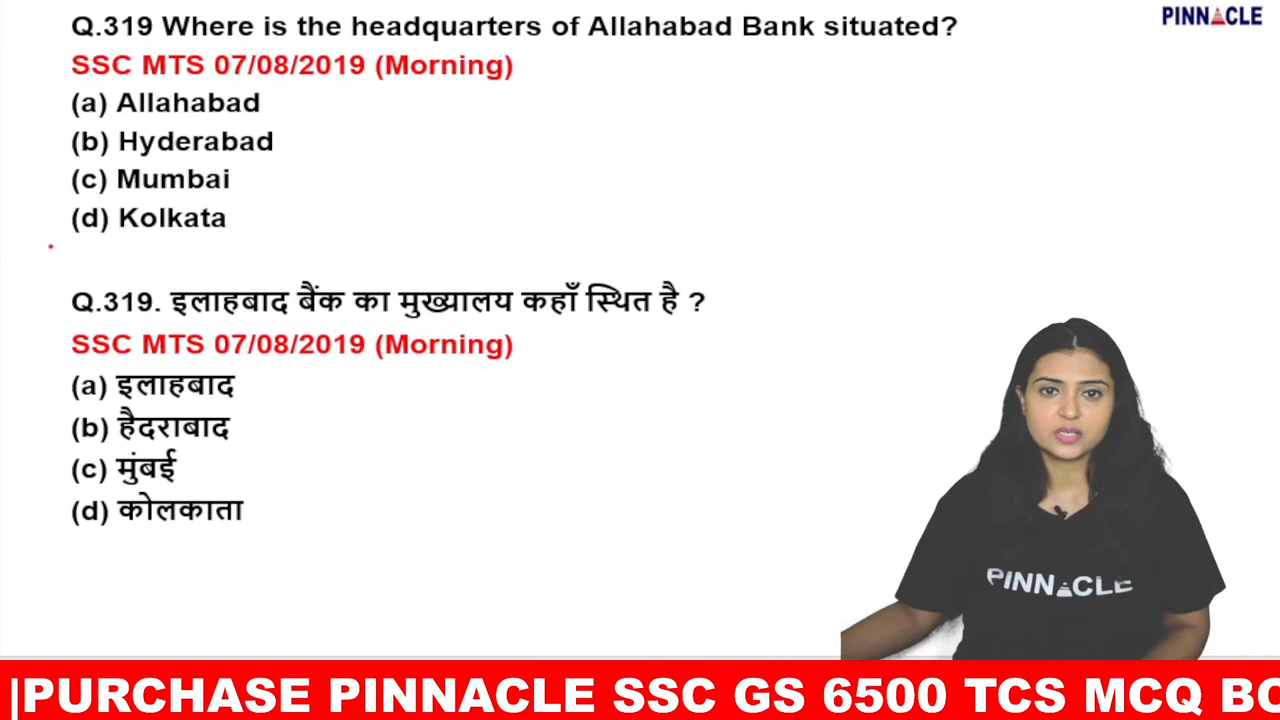 PINNACLE
Q.319 Where is the headquarters of Allahabad Bank situated?
SSC MTS 07/08/2019 (Morning)
(a) Allahabad
(b) Hyderabad
(c) Mumbai
(d) Kolkata
Q.319. इलाहबाद बैंक का मुख्यालय कहाँ स्थित है ?
SSC MTS 07/08/2019 (Morning)
(a) इलाहबाद
(b) हैदराबाद
(c) मुंबई
(d) कोलकाता
PINNACLE
|PURCHASE PINNACLE SSC GS 6500 TCS MCQ